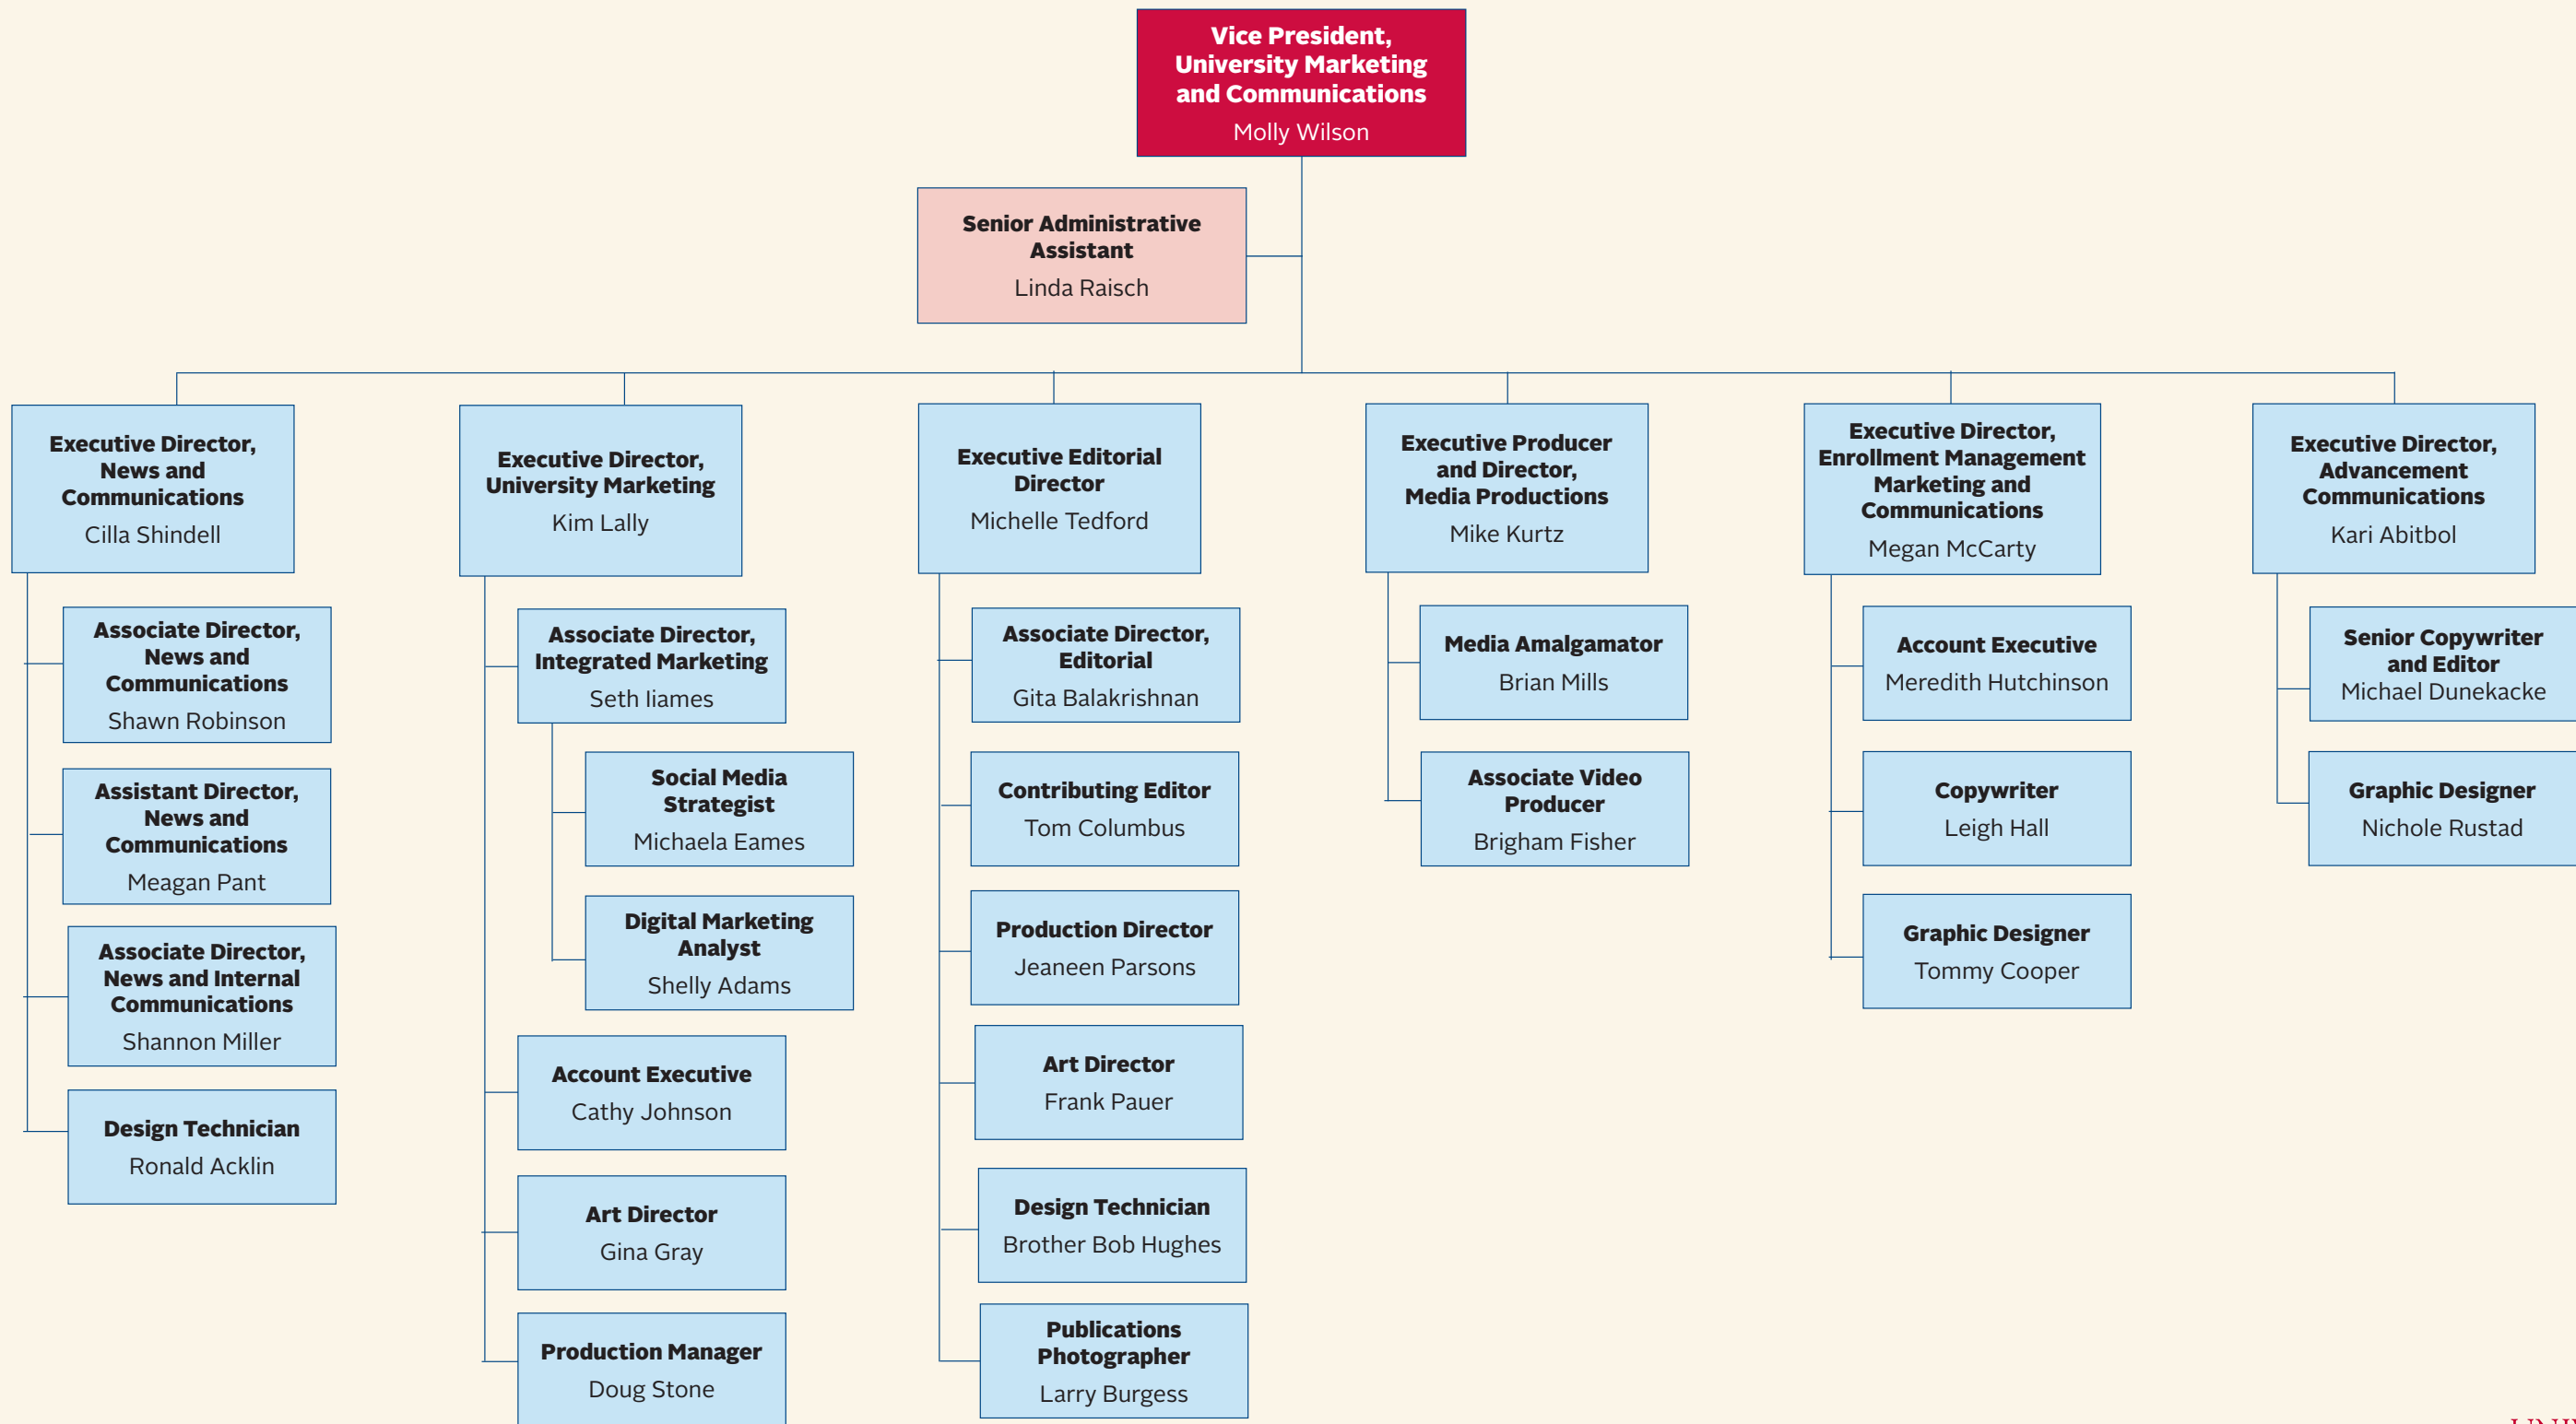 Vice President,
University Marketing
and Communications
Molly Wilson
Senior Administrative
Assistant
Linda Raisch
Executive Director,
News and
Communications
Cilla Shindell
Associate Director,
News and
Communications
Shawn Robinson
Assistant Director,
News and
Communications
Meagan Pant
Associate Director,
News and Internal
Communications
Shannon Miller
Design Technician
Ronald Acklin
Executive Director,
University Marketing
Kim Lally
Associate Director,
Integrated Marketing
Seth Iiames
Social Media
Strategist
Michaela Eames
Digital Marketing
Analyst
Shelly Adams
Account Executive
Cathy Johnson
Art Director
Gina Gray
Production Manager
Doug Stone
Executive Editorial
Director
Michelle Tedford
Associate Director,
Editorial
Gita Balakrishnan
Contributing Editor
Tom Columbus
Production Director
Jeaneen Parsons
Art Director
Frank Pauer
Design Technician
Brother Bob Hughes
Publications
Photographer
Larry Burgess
Executive Producer
and Director,
Media Productions
Mike Kurtz
Media Amalgamator
Brian Mills
Associate Video
Producer
Brigham Fisher
Executive Director,
Enrollment Management
Marketing and
Communications
Megan McCarty
Account Executive
Meredith Hutchinson
Copywriter
Leigh Hall
Graphic Designer
Tommy Cooper
Executive Director,
Advancement
Communications
Kari Abitbol
Senior Copywriter
and Editor
Michael Dunekacke
Graphic Designer
Nichole Rustad